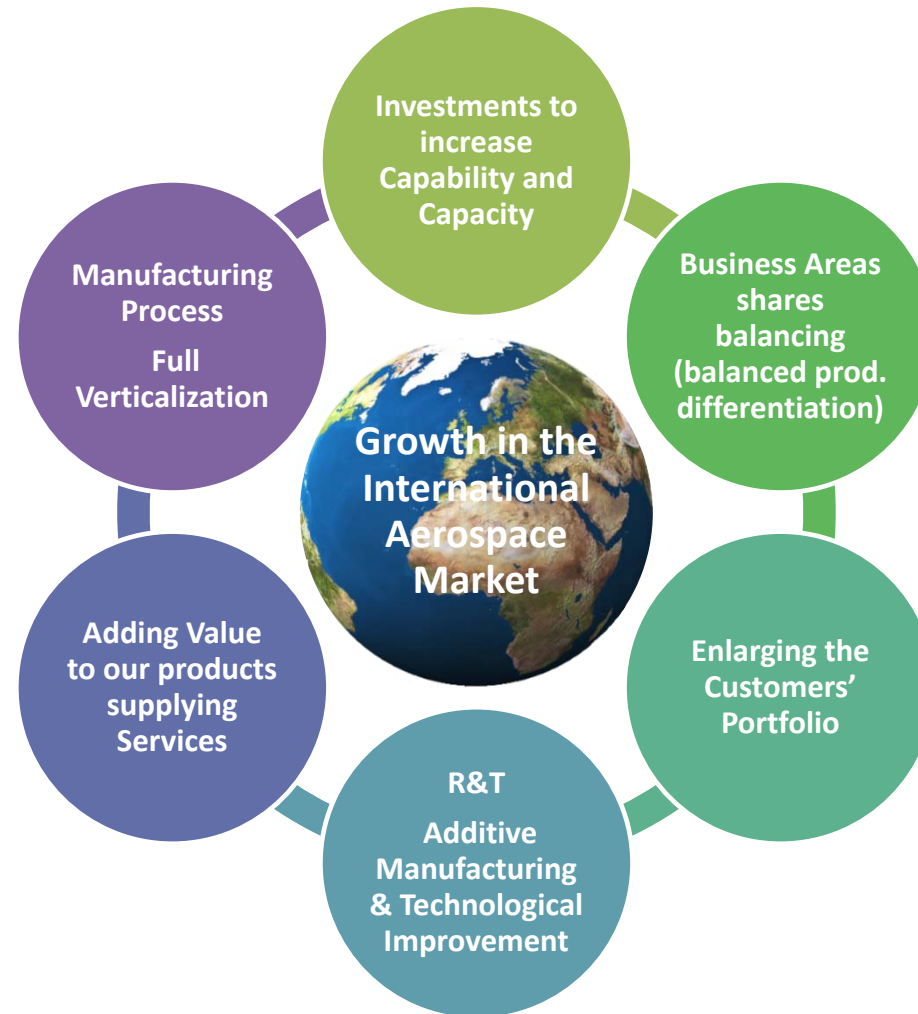 Investments to
increase
Capability and
Capacity
Business Areas
shares
balancing
(balanced prod.
differentiation)
Enlarging the
Customers’
Portfolio
R&T
Additive
Manufacturing
& Technological
Improvement
Adding Value
to our products
supplying
Services
Manufacturing
Process
Full
Verticalization
Growth in the
International
Aerospace
Market